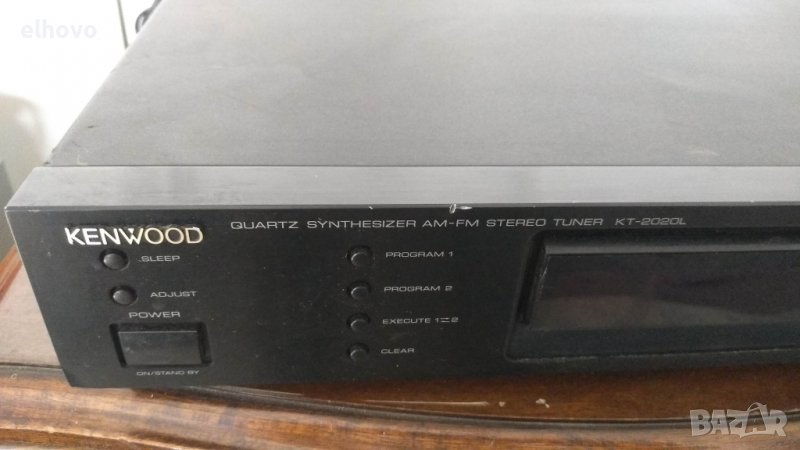 elhovo
QUARTZ SYNTHESIZER AM-FM STEREO TUNER KT-2020L
KENWOOD
SLEEP
ADJUST
POWER
ON/STAND BY
PROGRAM 1
PROGRAM 2
EXECUTE 1⇄2
CLEAR
BAZAR